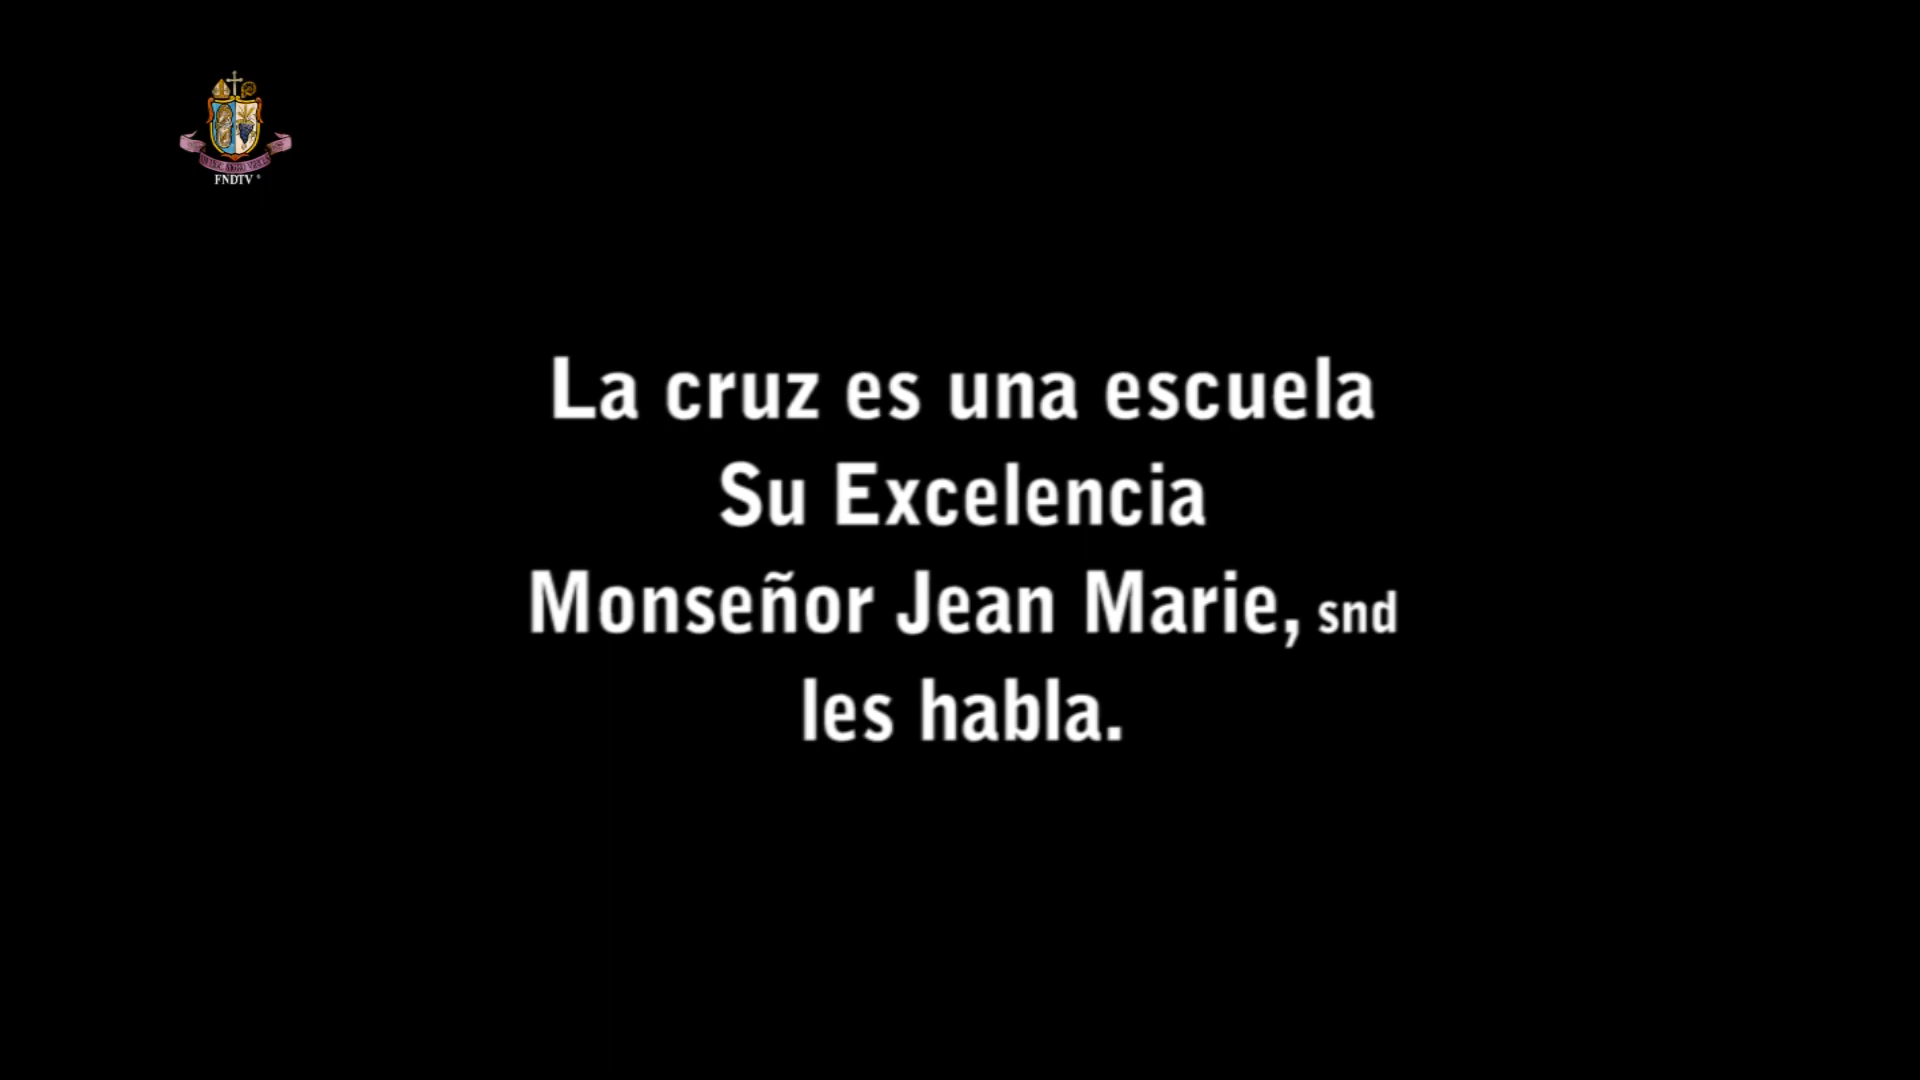 FNDTV
La cruz es una escuela
Su Excelencia
Monseñor Jean Marie, snd
les habla.